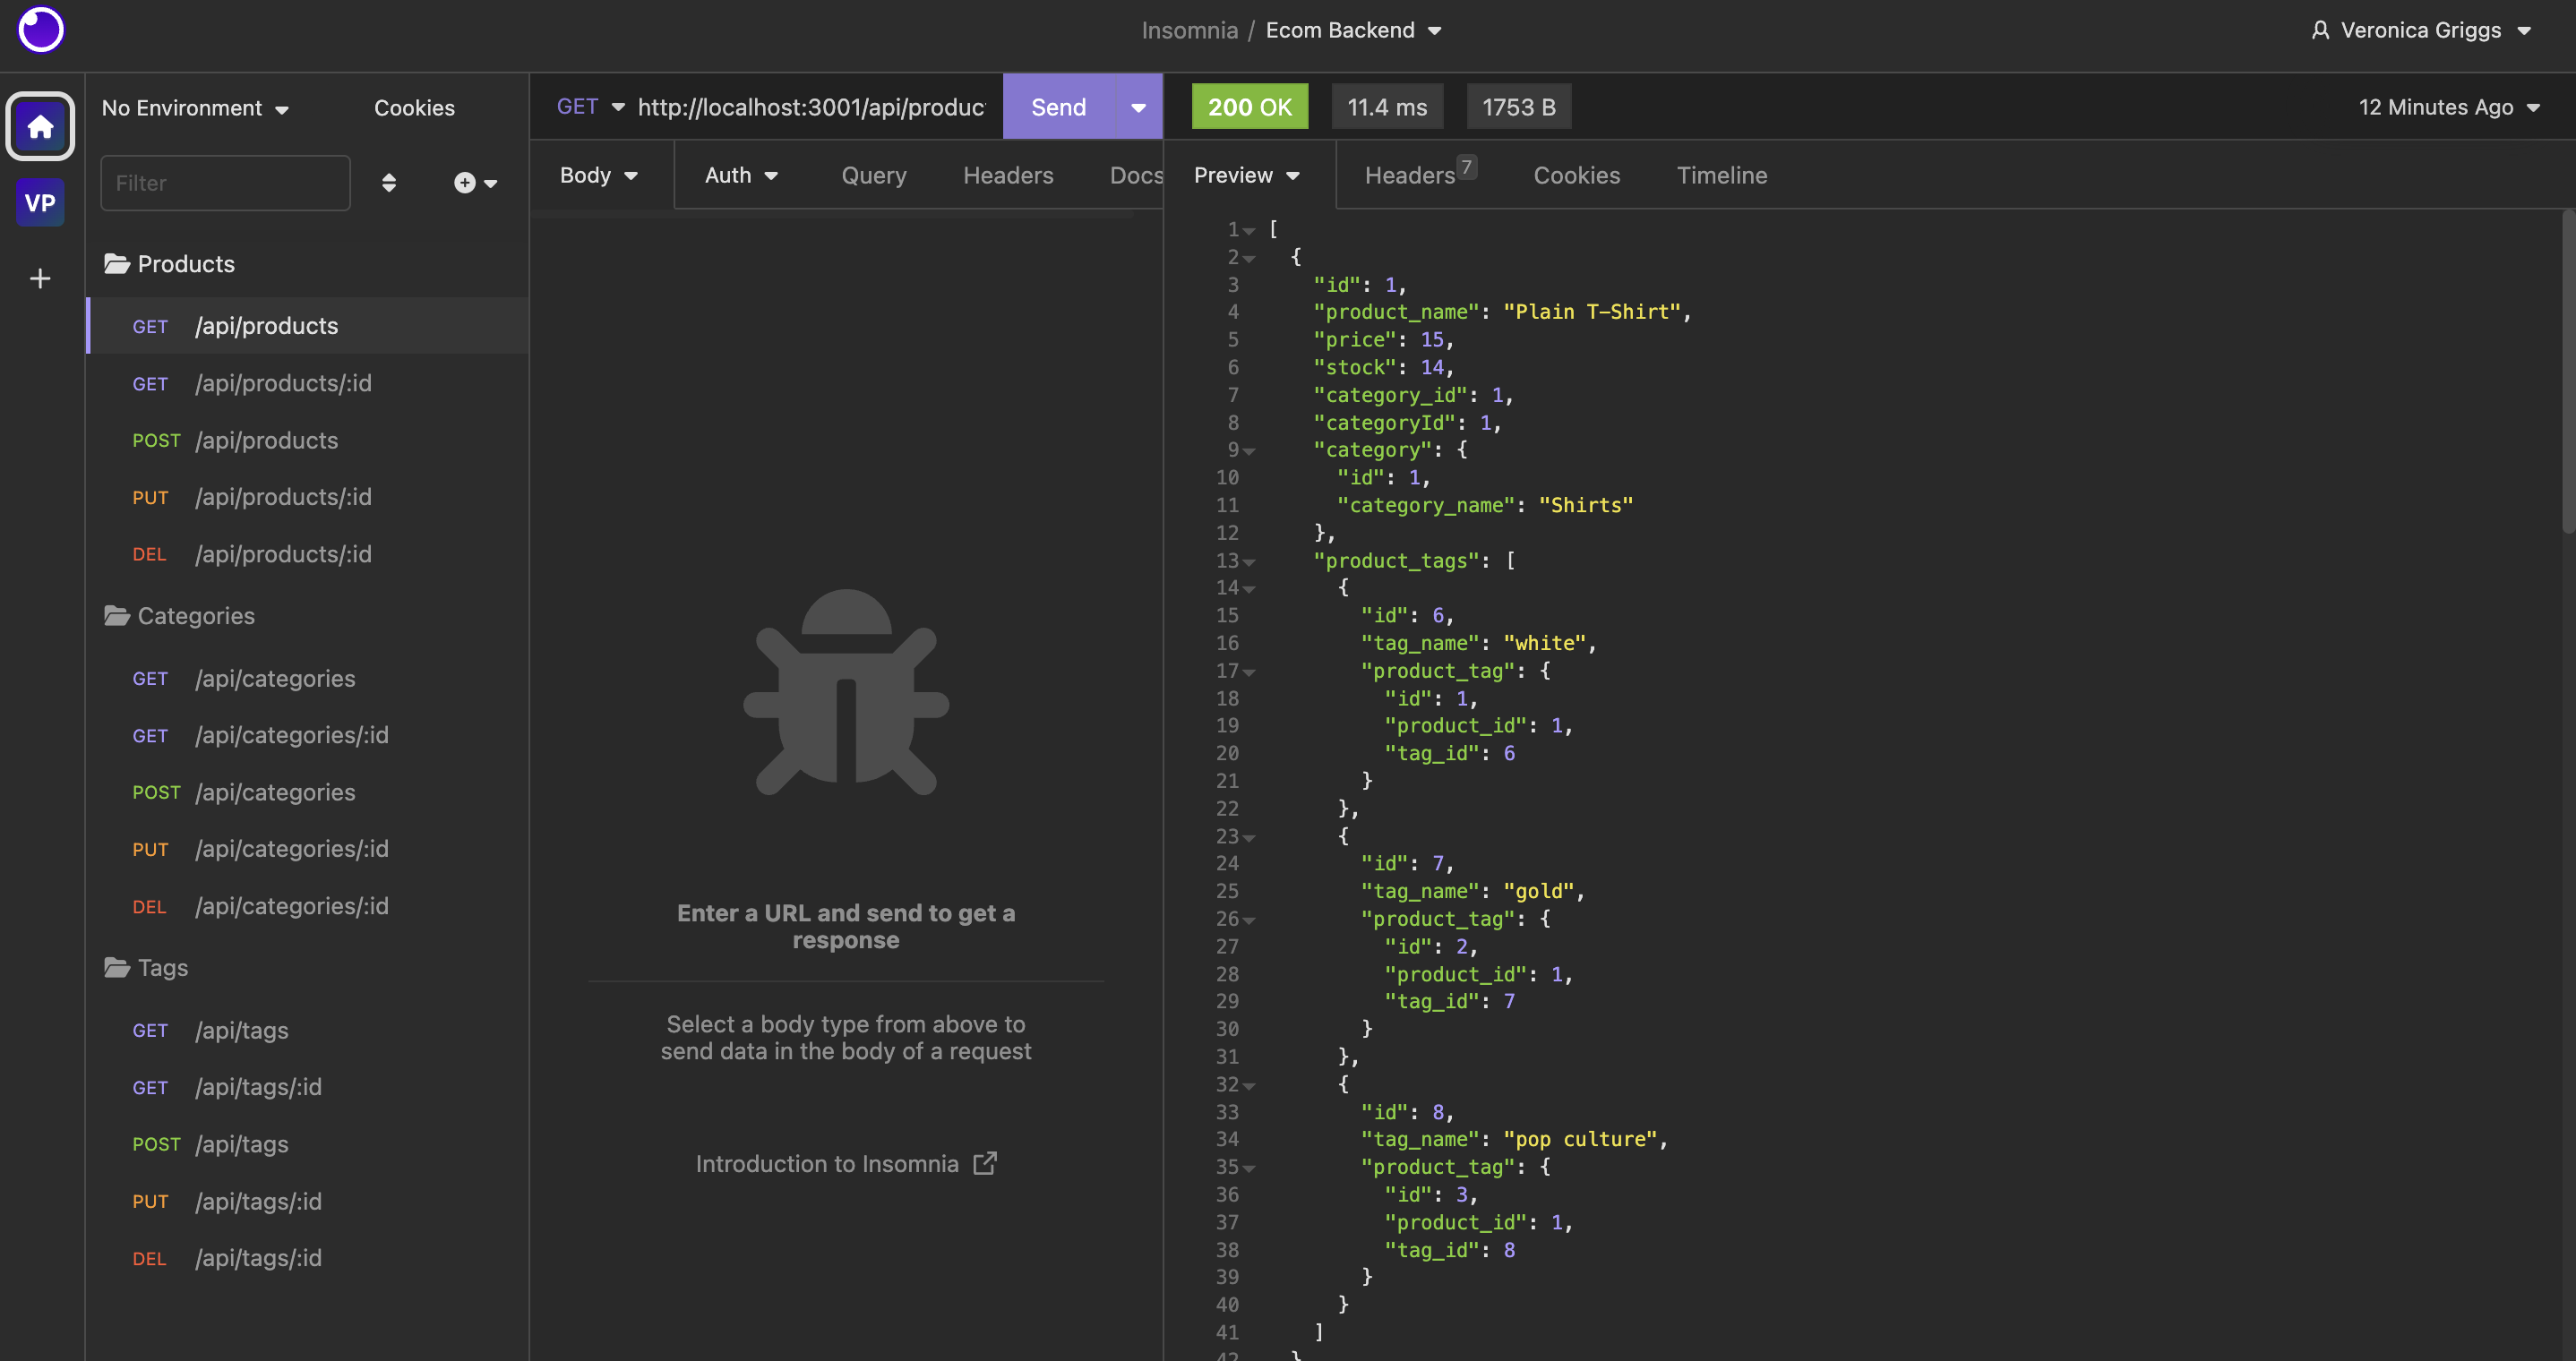 Insomnia / Ecom Backend
Veronica Griggs
VP
No Environment
Cookies
Filter
Products
GET /api/products
GET /api/products/:id
POST /api/products
PUT /api/products/:id
DEL /api/products/:id
Categories
GET /api/categories
GET /api/categories/:id
POST /api/categories
PUT /api/categories/:id
DEL /api/categories/:id
Tags
GET /api/tags
GET /api/tags/:id
POST /api/tags
PUT /api/tags/:id
DEL /api/tags/:id
GET http://localhost:3001/api/produc Send
Body Auth Query Headers Docs
Enter a URL and send to get a
response
Select a body type from above to
send data in the body of a request
Introduction to Insomnia
200 OK 11.4 ms 1753 B 12 Minutes Ago
Preview Headers 7 Cookies Timeline
1 [
2 {
3 "id": 1,
4 "product_name": "Plain T-Shirt",
5 "price": 15,
6 "stock": 14,
7 "category_id": 1,
8 "categoryId": 1,
9 "category": {
10 "id": 1,
11 "category_name": "Shirts"
12 },
13 "product_tags": [
14 {
15 "id": 6,
16 "tag_name": "white",
17 "product_tag": {
18 "id": 1,
19 "product_id": 1,
20 "tag_id": 6
21 }
22 },
23 {
24 "id": 7,
25 "tag_name": "gold",
26 "product_tag": {
27 "id": 2,
28 "product_id": 1,
29 "tag_id": 7
30 }
31 },
32 {
33 "id": 8,
34 "tag_name": "pop culture",
35 "product_tag": {
36 "id": 3,
37 "product_id": 1,
38 "tag_id": 8
39 }
40 }
41 ]
42 }